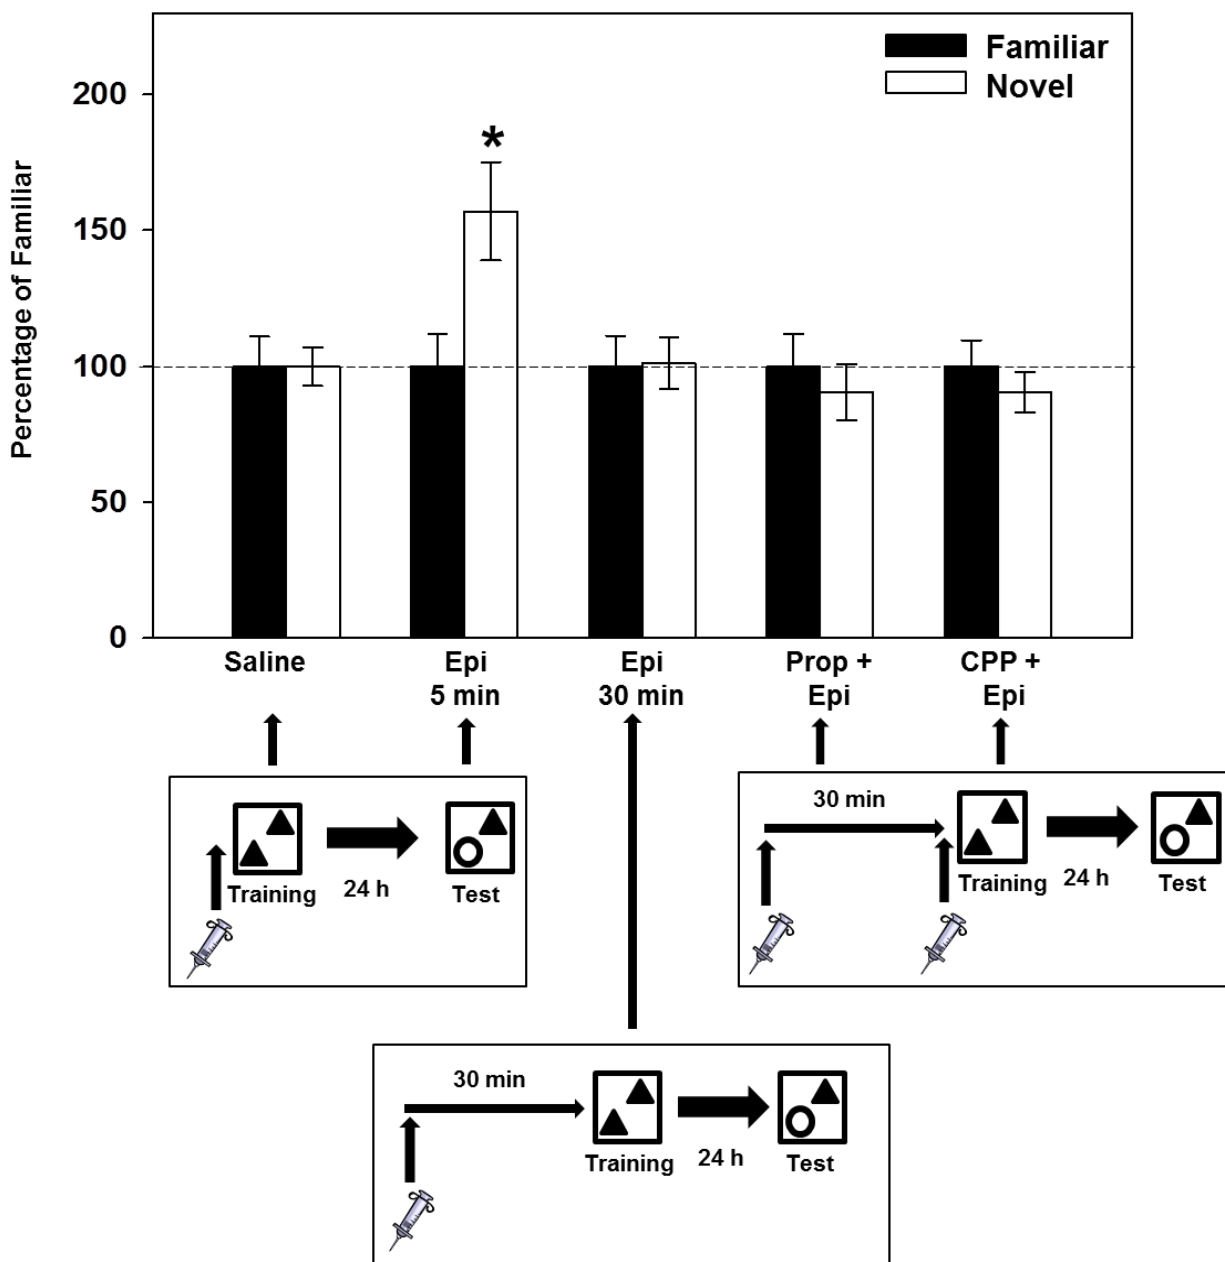 Familiar
Novel
Percentage of Familiar
200
150
100
50
0
Saline
Epi
5 min
Epi
30 min
Prop +
Epi
CPP +
Epi
Training
24 h
Test
30 min
Training
24 h
Test
30 min
Training
24 h
Test